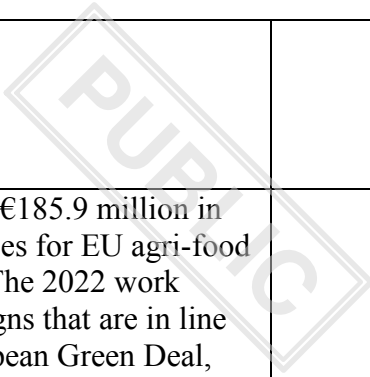 PUBLIC
€185.9 million in
es for EU agri-food
The 2022 work
gns that are in line
pean Green Deal,